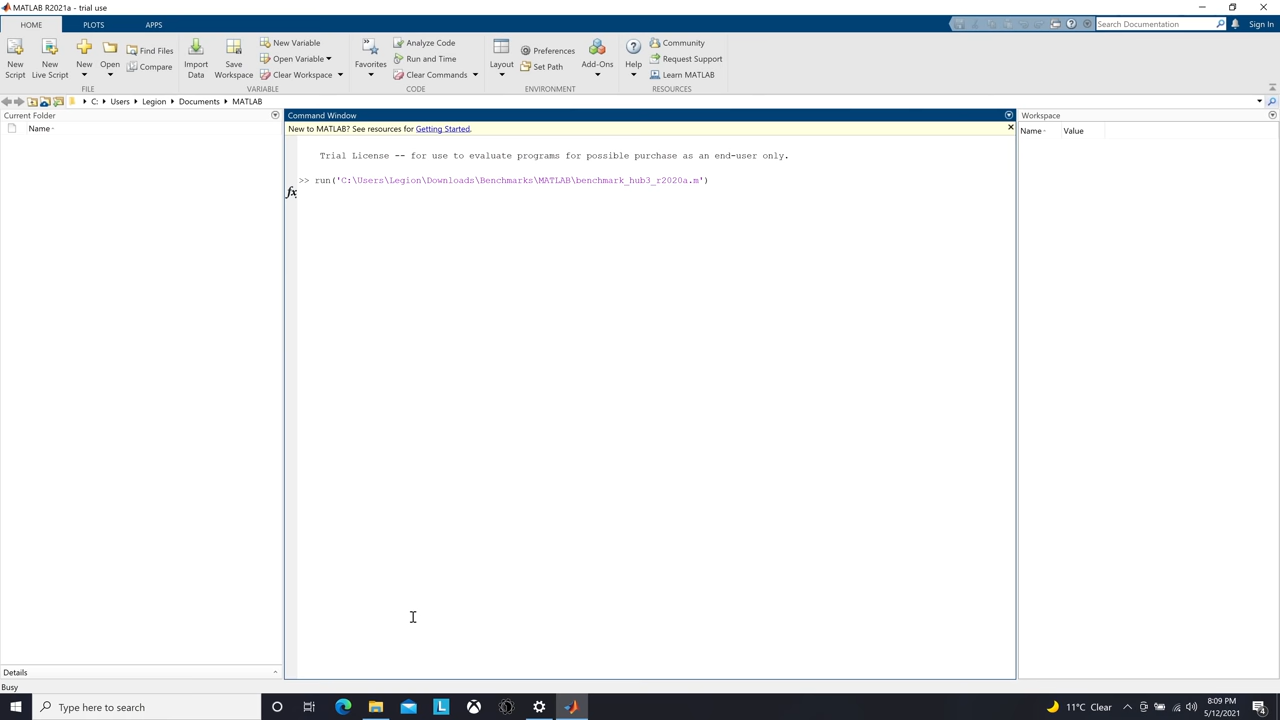 MATLAB R2021a - trial use
HOME PLOTS APPS
Search Documentation
Sign In
New Script
New Live Script
New
Open
Find Files
Compare
Import Data
Save Workspace
New Variable
Open Variable
Clear Workspace
Favorites
Analyze Code
Run and Time
Clear Commands
Layout
Preferences
Set Path
Add-Ons
Help
Community
Request Support
Learn MATLAB
FILE VARIABLE CODE ENVIRONMENT RESOURCES
C: Users Legion Documents MATLAB
Current Folder
Name
Command Window
New to MATLAB? See resources for Getting Started.
Trial License -- for use to evaluate programs for possible purchase as an end-user only.
>> run('C:\Users\Legion\Downloads\Benchmarks\MATLAB\benchmark_hub3_r2020a.m')
fx
Workspace
Name Value
Details
Busy
Type here to search
L
11°C Clear
8:09 PM
5/12/2021